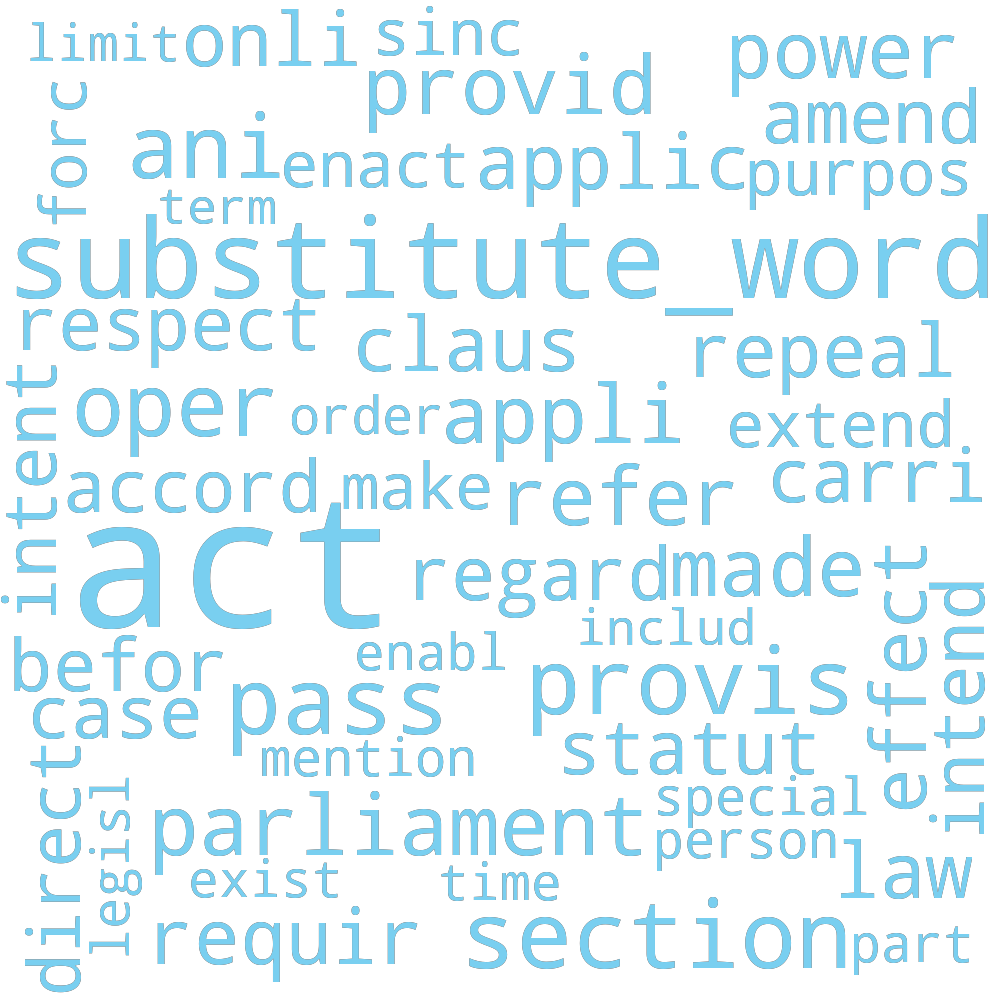 limit onli sinc power
provid
forc amend
ani enact applic purpos
term
substitute_word
respect claus repeal
intent oper order appli extend
accord make refer carri
act
regard made effect
includ intend
befor enabl provis
case pass
mention statut
direct legisl parliament special
person
exist time law
requir section part